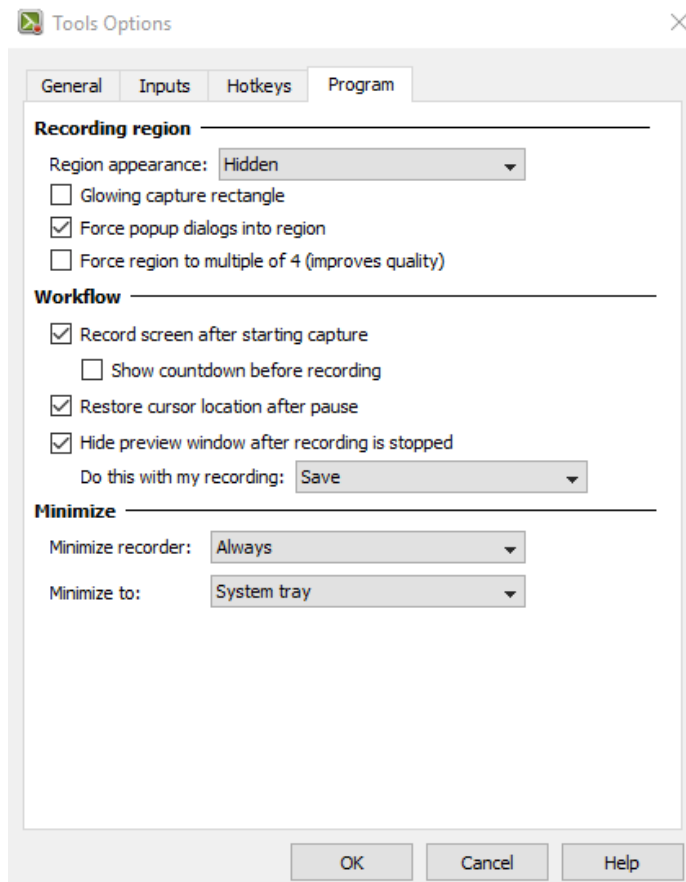 Tools Options
General Inputs Hotkeys Program
Recording region
Region appearance: Hidden
Glowing capture rectangle
Force popup dialogs into region
Force region to multiple of 4 (improves quality)
Workflow
Record screen after starting capture
Show countdown before recording
Restore cursor location after pause
Hide preview window after recording is stopped
Do this with my recording: Save
Minimize
Minimize recorder: Always
Minimize to: System tray
OK Cancel Help